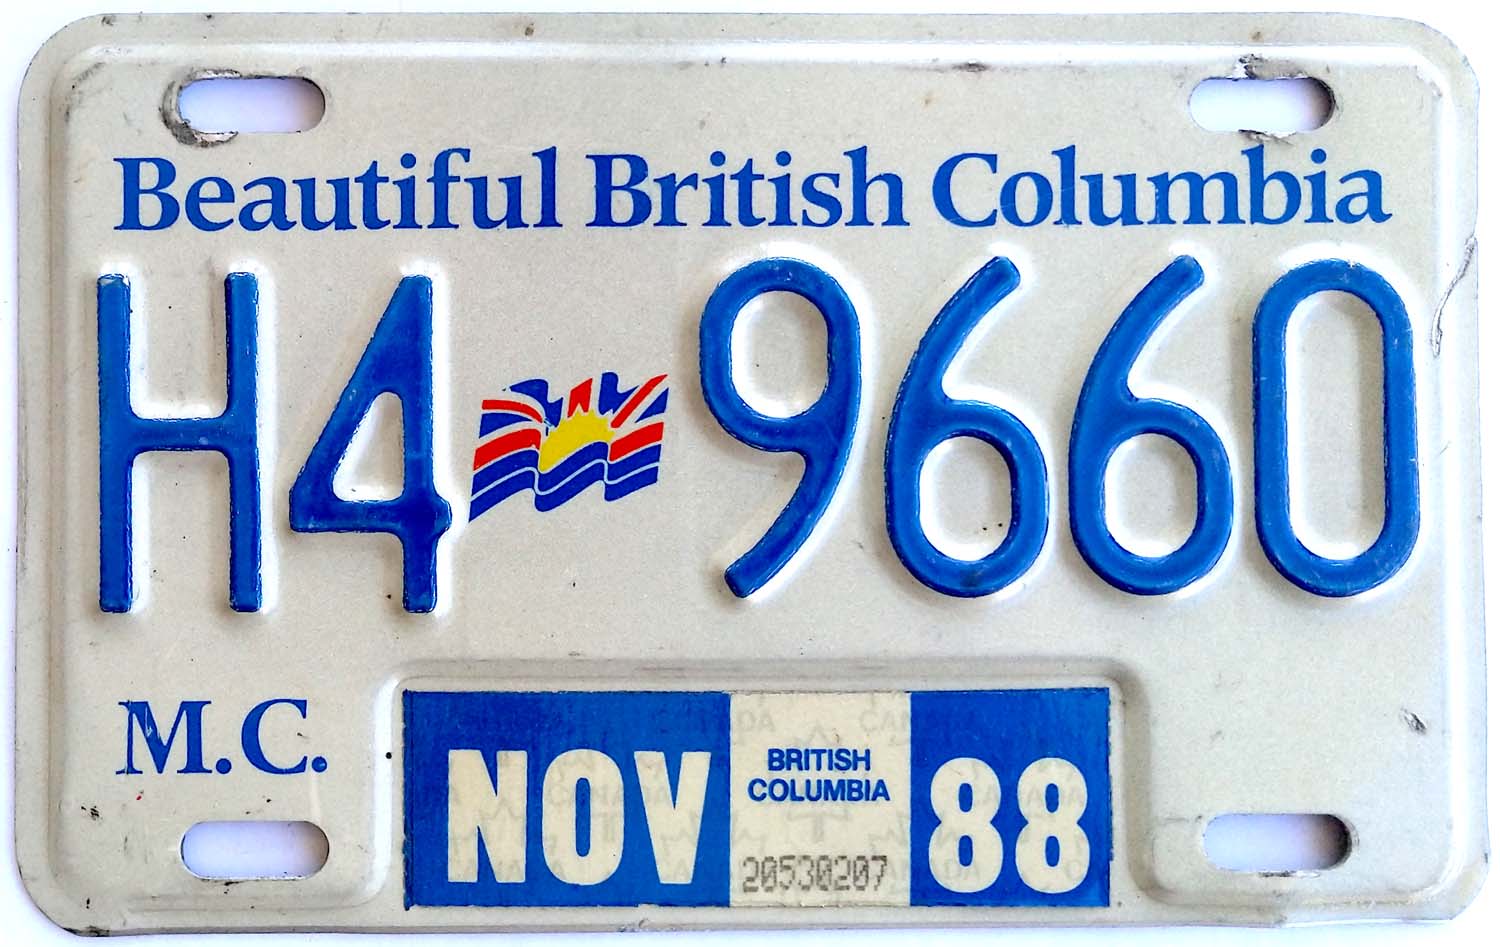 Beautiful British Columbia
H4 9660
M.C.
NOV BRITISH COLUMBIA 88
20530207